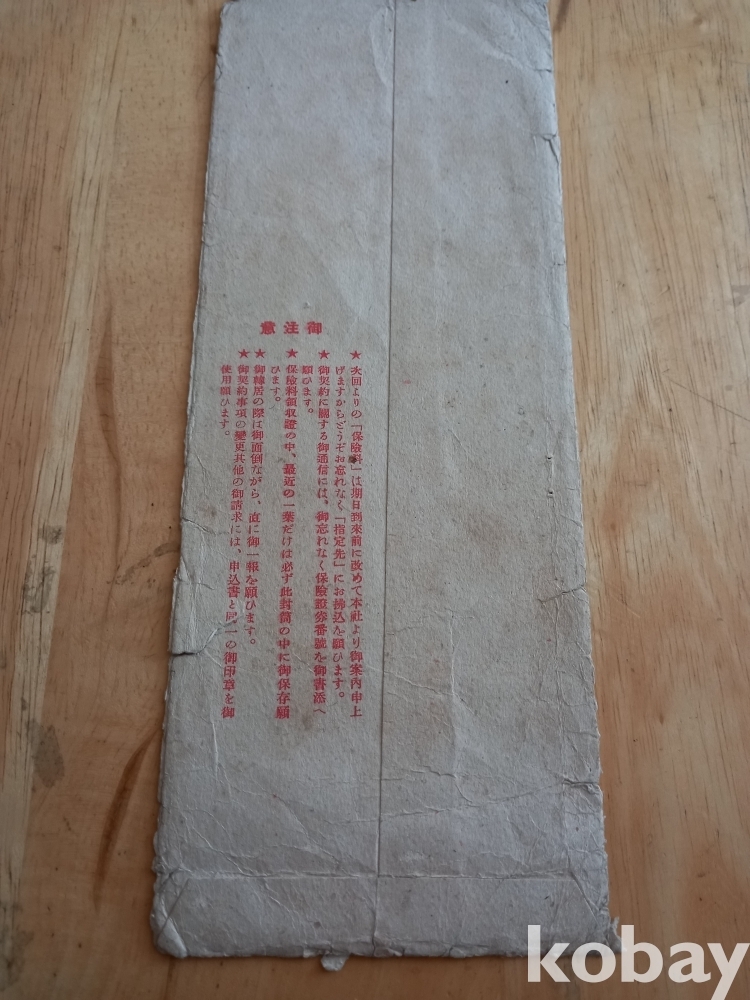 御注意
★次回よりの「保險料」は期日到來前に改めて本社より御案內申上
げますからどうぞお忘れなく「指定先」にお拂込を願ひます。
★御契約に關する御通信には、御忘れなく保險證券番號を御書添へ
願ひます。
★保險料領收證の中、最近の一葉だけは必ず此封筒の中に御保存願
ひます。
★御轉居の際は御面倒ながら、直に御一報を願ひます。
★御契約事項の變更其他の御請求には、申込書と同一の御印章を御
使用願ひます。
kobay